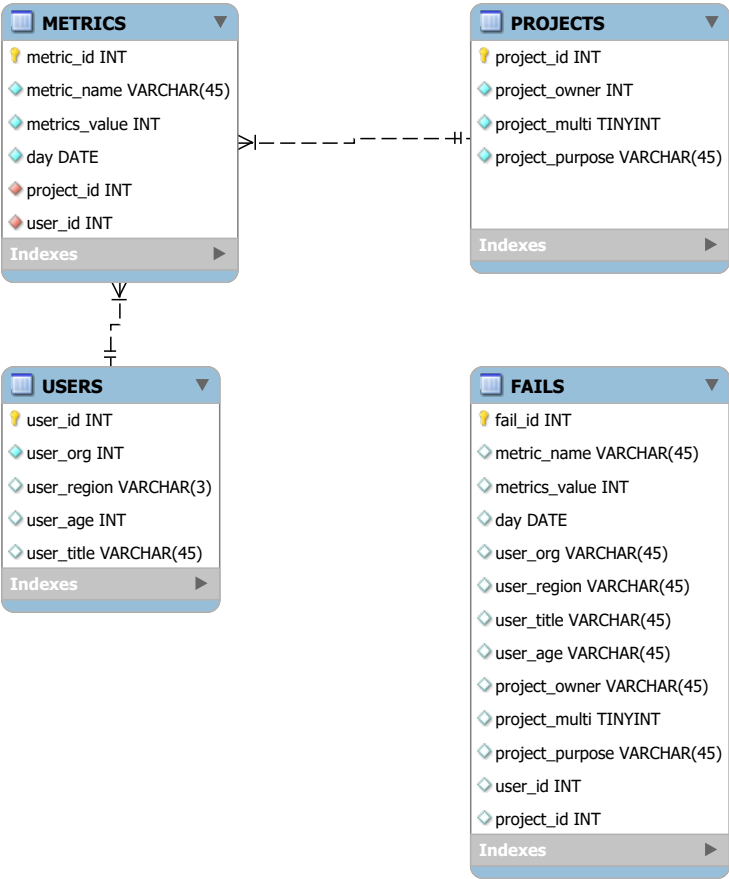 METRICS
metric_id INT
metric_name VARCHAR(45)
metrics_value INT
day DATE
project_id INT
user_id INT
Indexes
PROJECTS
project_id INT
project_owner INT
project_multi TINYINT
project_purpose VARCHAR(45)
Indexes
USERS
user_id INT
user_org INT
user_region VARCHAR(3)
user_age INT
user_title VARCHAR(45)
Indexes
FAILS
fail_id INT
metric_name VARCHAR(45)
metrics_value INT
day DATE
user_org VARCHAR(45)
user_region VARCHAR(45)
user_title VARCHAR(45)
user_age VARCHAR(45)
project_owner VARCHAR(45)
project_multi TINYINT
project_purpose VARCHAR(45)
user_id INT
project_id INT
Indexes